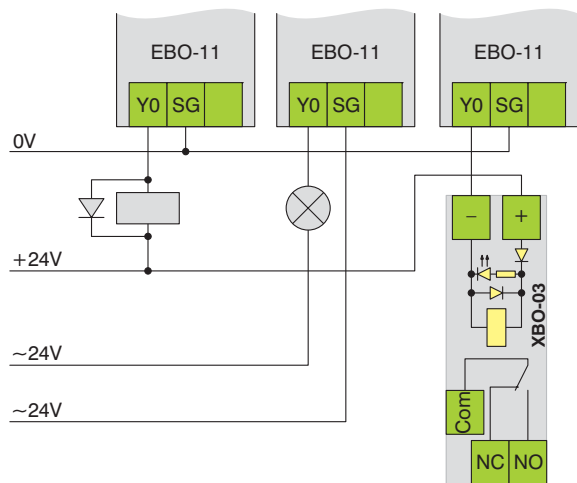 EBO-11 EBO-11 EBO-11
Y0 SG Y0 SG Y0 SG
0V
− +
+24V
XBO-03
~24V
Com
~24V
NC NO